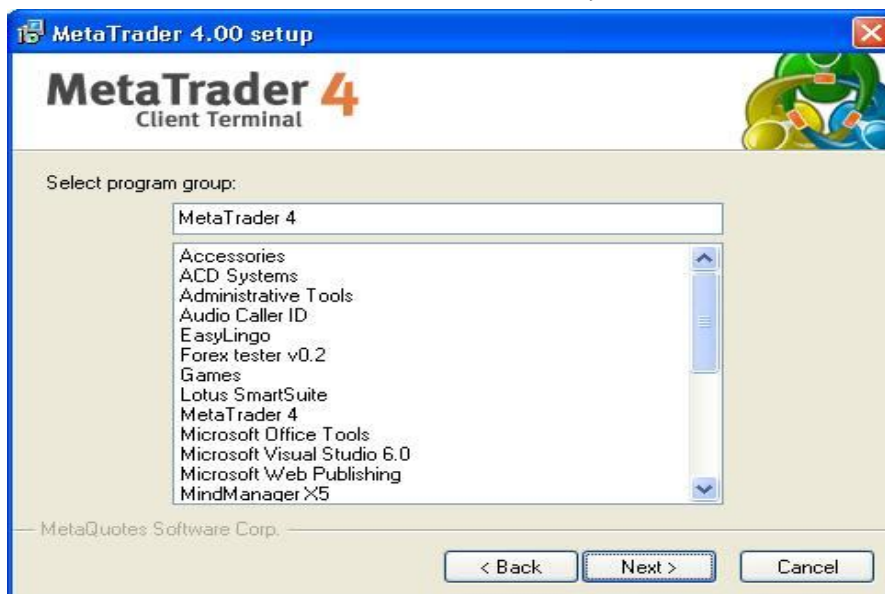 MetaTrader 4.00 setup
MetaTrader 4
Client Terminal
Select program group:
MetaTrader 4
Accessories
ACD Systems
Administrative Tools
Audio Caller ID
EasyLingo
Forex tester v0.2
Games
Lotus SmartSuite
MetaTrader 4
Microsoft Office Tools
Microsoft Visual Studio 6.0
Microsoft Web Publishing
MindManager X5
MetaQuotes Software Corp.
< Back Next > Cancel